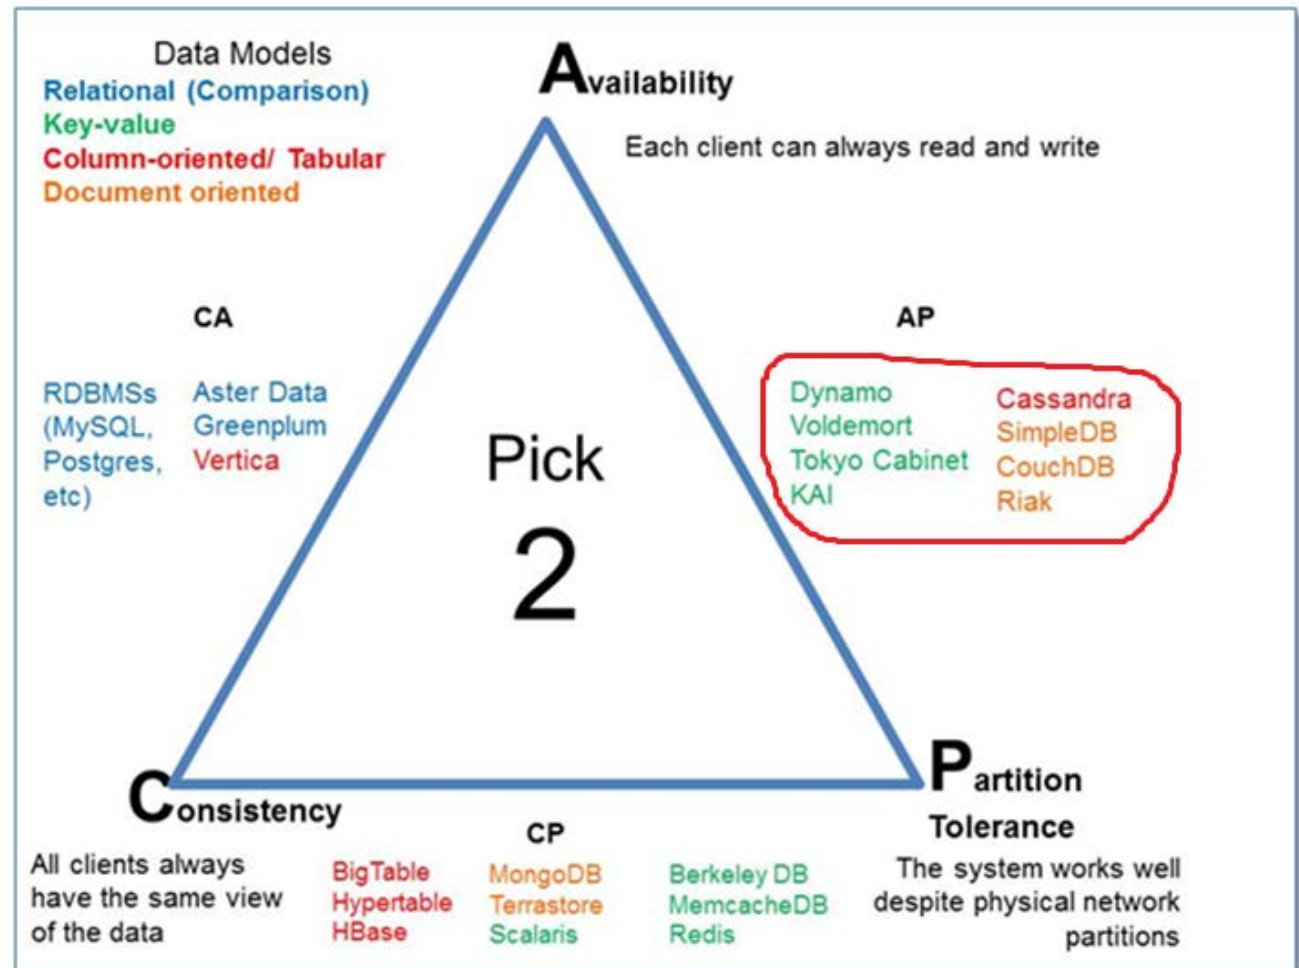 Data Models
Relational (Comparison)
Key-value
Column-oriented/ Tabular
Document oriented
Availability
Each client can always read and write
CA
RDBMSs
(MySQL,
Postgres,
etc)
Aster Data
Greenplum
Vertica
Pick
2
AP
Dynamo
Voldemort
Tokyo Cabinet
KAI
Cassandra
SimpleDB
CouchDB
Riak
Consistency
All clients always
have the same view
of the data
CP
BigTable
Hypertable
HBase
MongoDB
Terrastore
Scalaris
Berkeley DB
MemcacheDB
Redis
Partition
Tolerance
The system works well
despite physical network
partitions